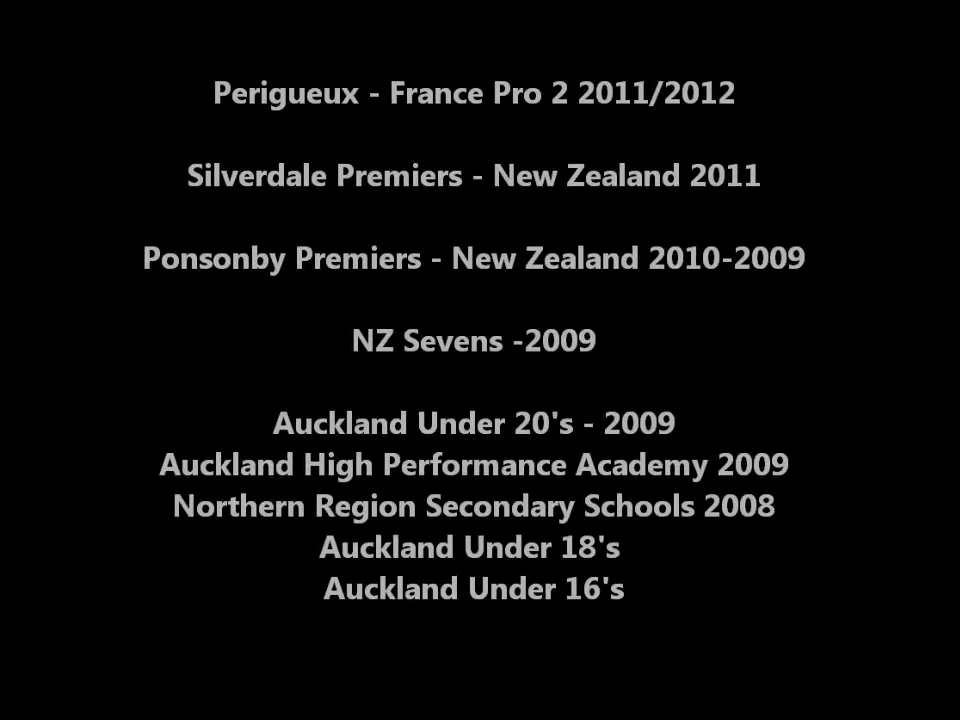 Perigueux - France Pro 2 2011/2012
Silverdale Premiers - New Zealand 2011
Ponsonby Premiers - New Zealand 2010-2009
NZ Sevens -2009
Auckland Under 20's - 2009
Auckland High Performance Academy 2009
Northern Region Secondary Schools 2008
Auckland Under 18's
Auckland Under 16's